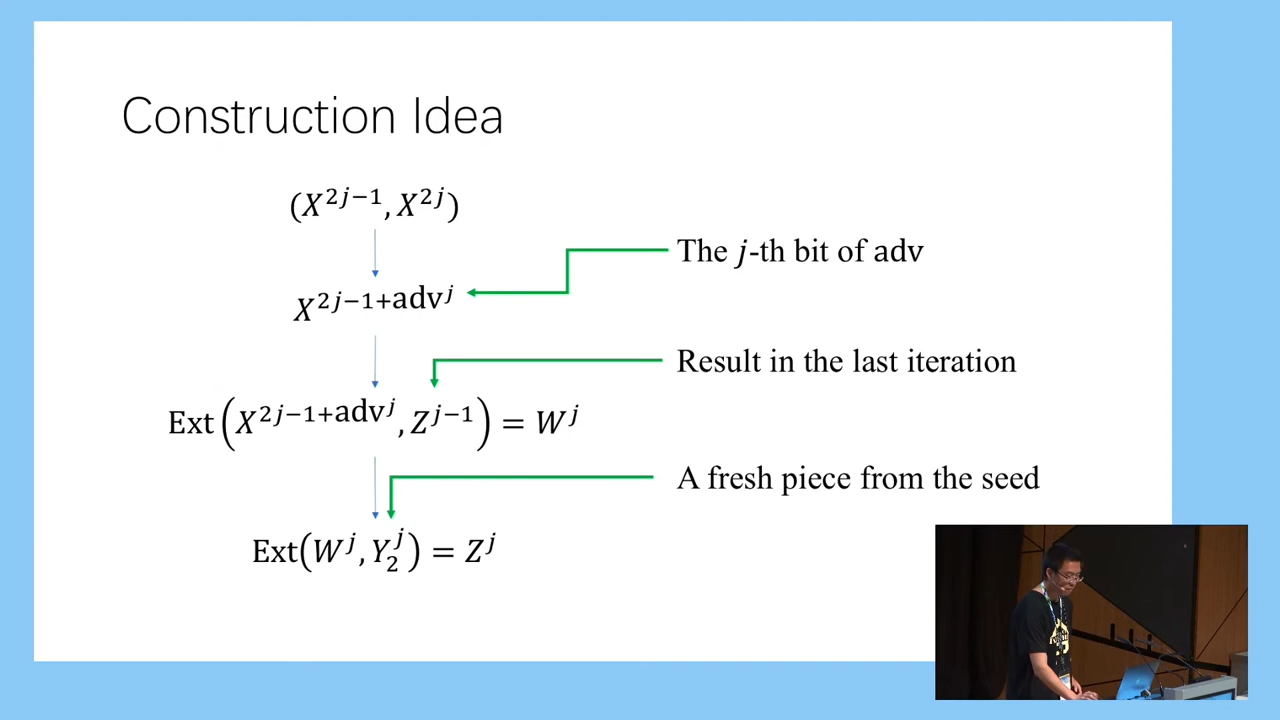 Construction Idea
(X^{2j−1}, X^{2j})
The j-th bit of adv
X^{2j−1+adv^j}
Result in the last iteration
Ext(X^{2j−1+adv^j}, Z^{j−1}) = W^j
A fresh piece from the seed
Ext(W^j, Y_2^j) = Z^j